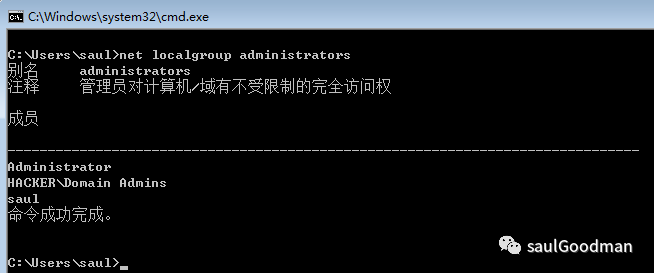 C:\Windows\system32\cmd.exe
C:\Users\saul>net localgroup administrators
别名     administrators
注释     管理员对计算机/域有不受限制的完全访问权
成员
-------------------------------------------------------------------------------
Administrator
HACKER\Domain Admins
saul
命令成功完成。
C:\Users\saul>_
saulGoodman